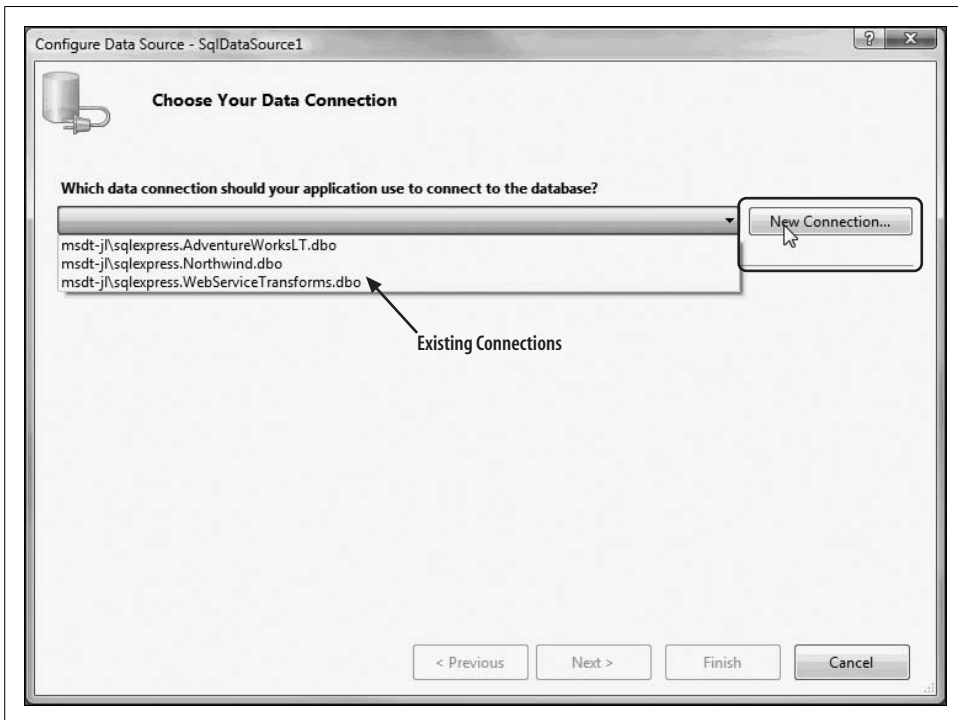 Configure Data Source - SqlDataSource1
Choose Your Data Connection
Which data connection should your application use to connect to the database?
New Connection...
msdt-jl\sqlexpress.AdventureWorksLT.dbo
msdt-jl\sqlexpress.Northwind.dbo
msdt-jl\sqlexpress.WebServiceTransforms.dbo
Existing Connections
< Previous
Next >
Finish
Cancel